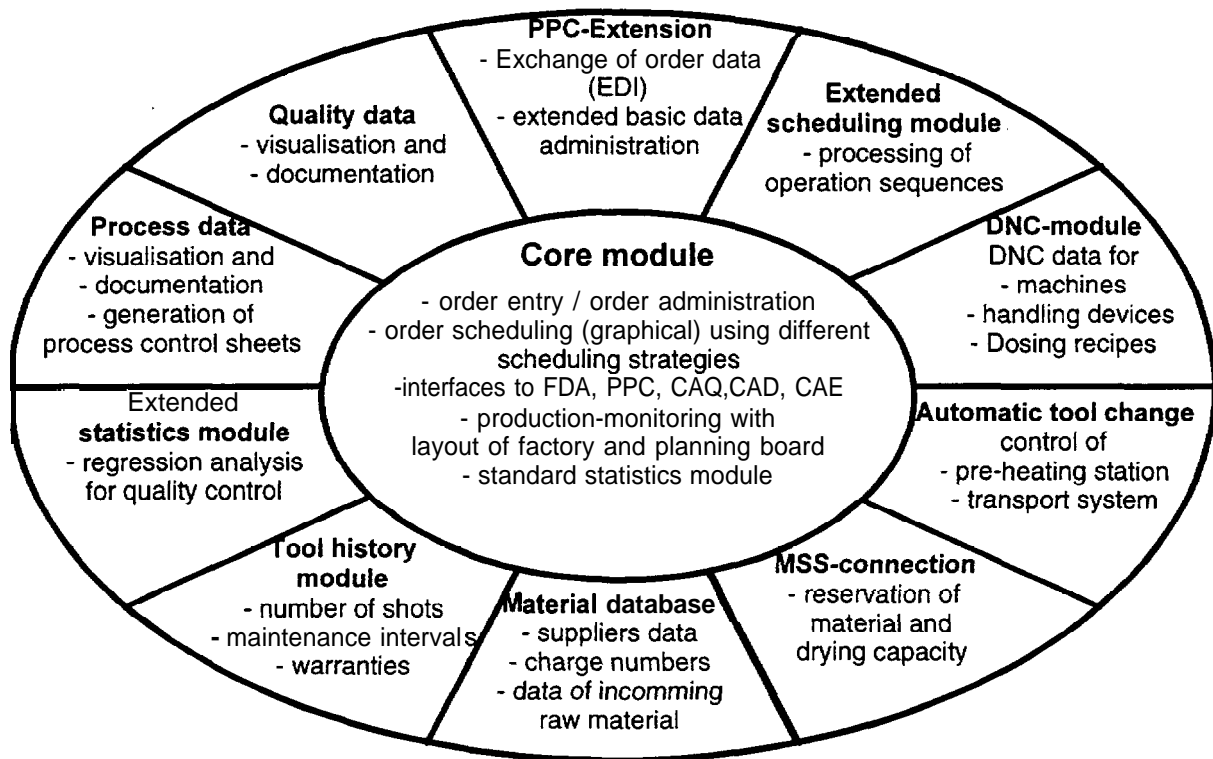 PPC-Extension
- Exchange of order data
(EDI)
- extended basic data
administration
Extended
scheduling module
- processing of
operation sequences
DNC-module
DNC data for
- machines
- handling devices
- Dosing recipes
Automatic tool change
control of
- pre-heating station
- transport system
MSS-connection
- reservation of
material and
drying capacity
Material database
- suppliers data
- charge numbers
- data of incomming
raw material
Tool history
module
- number of shots
- maintenance intervals
- warranties
Extended
statistics module
- regression analysis
for quality control
Process data
- visualisation and
- documentation
- generation of
process control sheets
Quality data
- visualisation and
- documentation
Core module
- order entry / order administration
- order scheduling (graphical) using different
scheduling strategies
-interfaces to FDA, PPC, CAQ,CAD, CAE
- production-monitoring with
layout of factory and planning board
- standard statistics module